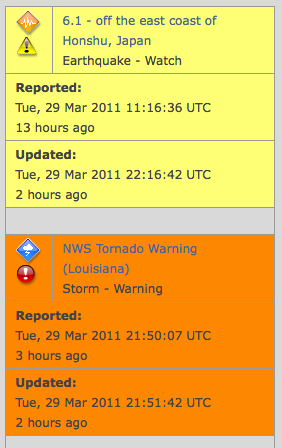 6.1 - off the east coast of
Honshu, Japan
Earthquake - Watch
Reported:
Tue, 29 Mar 2011 11:16:36 UTC
13 hours ago
Updated:
Tue, 29 Mar 2011 22:16:42 UTC
2 hours ago
NWS Tornado Warning
(Louisiana)
Storm - Warning
Reported:
Tue, 29 Mar 2011 21:50:07 UTC
3 hours ago
Updated:
Tue, 29 Mar 2011 21:51:42 UTC
2 hours ago